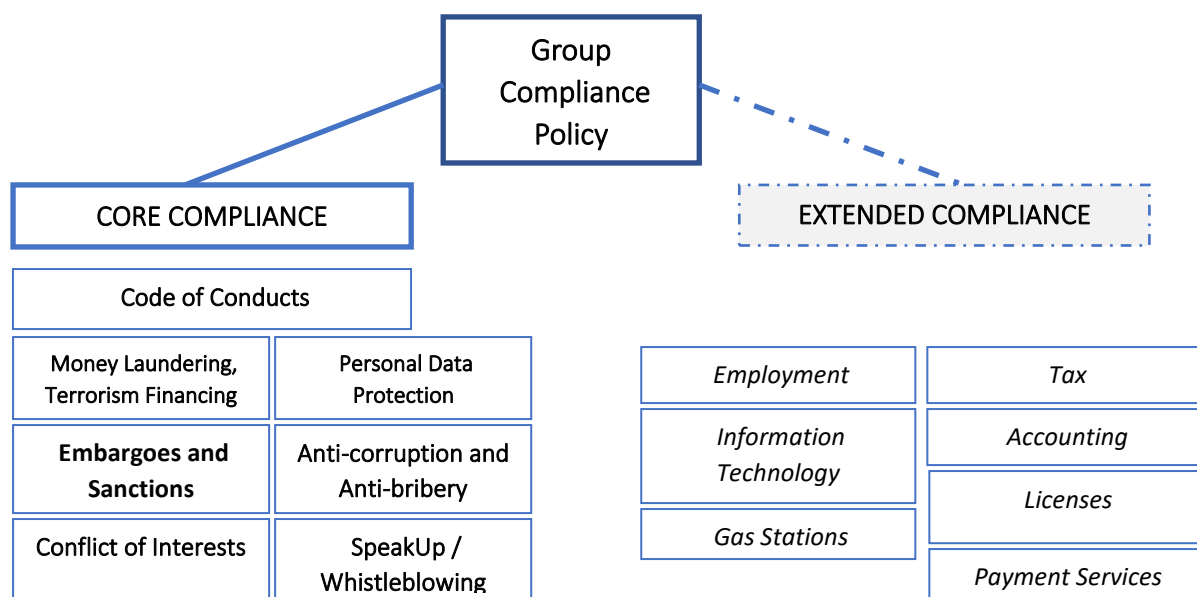 Group
Compliance
Policy
CORE COMPLIANCE
EXTENDED COMPLIANCE
Code of Conducts
Money Laundering,
Terrorism Financing
Personal Data
Protection
Embargoes and
Sanctions
Anti-corruption and
Anti-bribery
Conflict of Interests
SpeakUp /
Whistleblowing
Employment
Tax
Information
Technology
Accounting
Licenses
Gas Stations
Payment Services